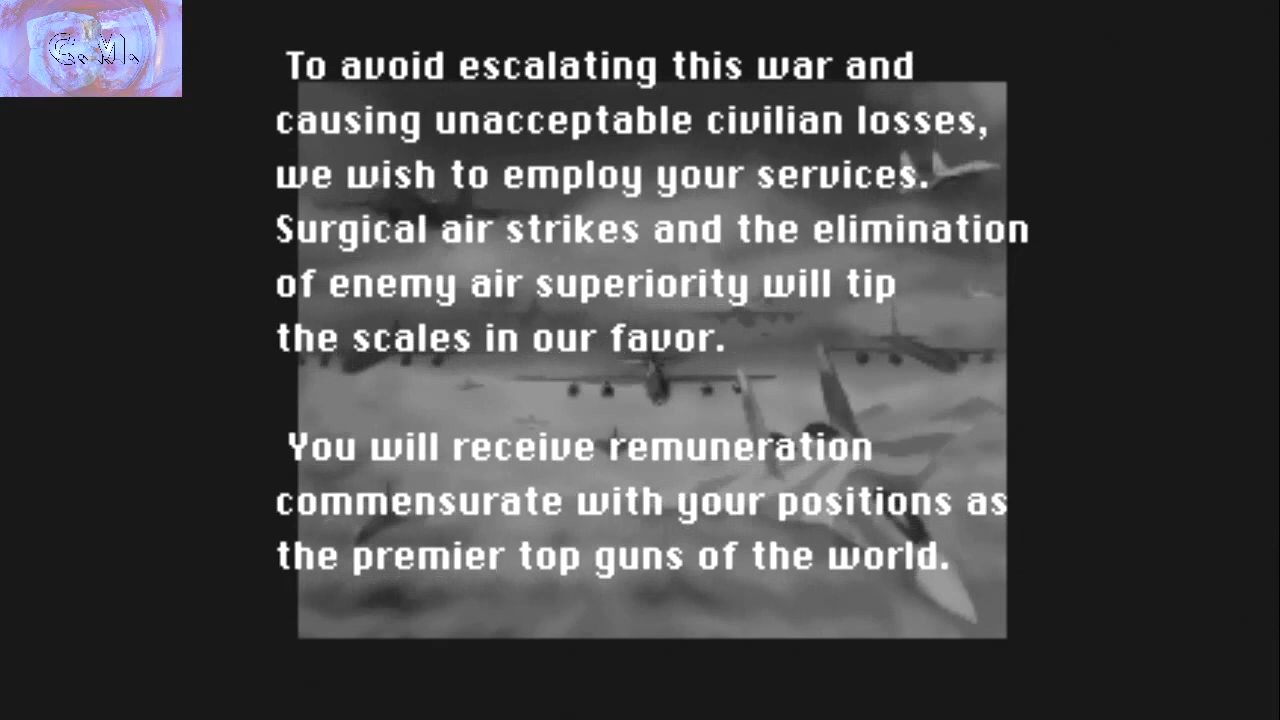 C. M.
To avoid escalating this war and
causing unacceptable civilian losses,
we wish to employ your services.
Surgical air strikes and the elimination
of enemy air superiority will tip
the scales in our favor.
You will receive remuneration
commensurate with your positions as
the premier top guns of the world.